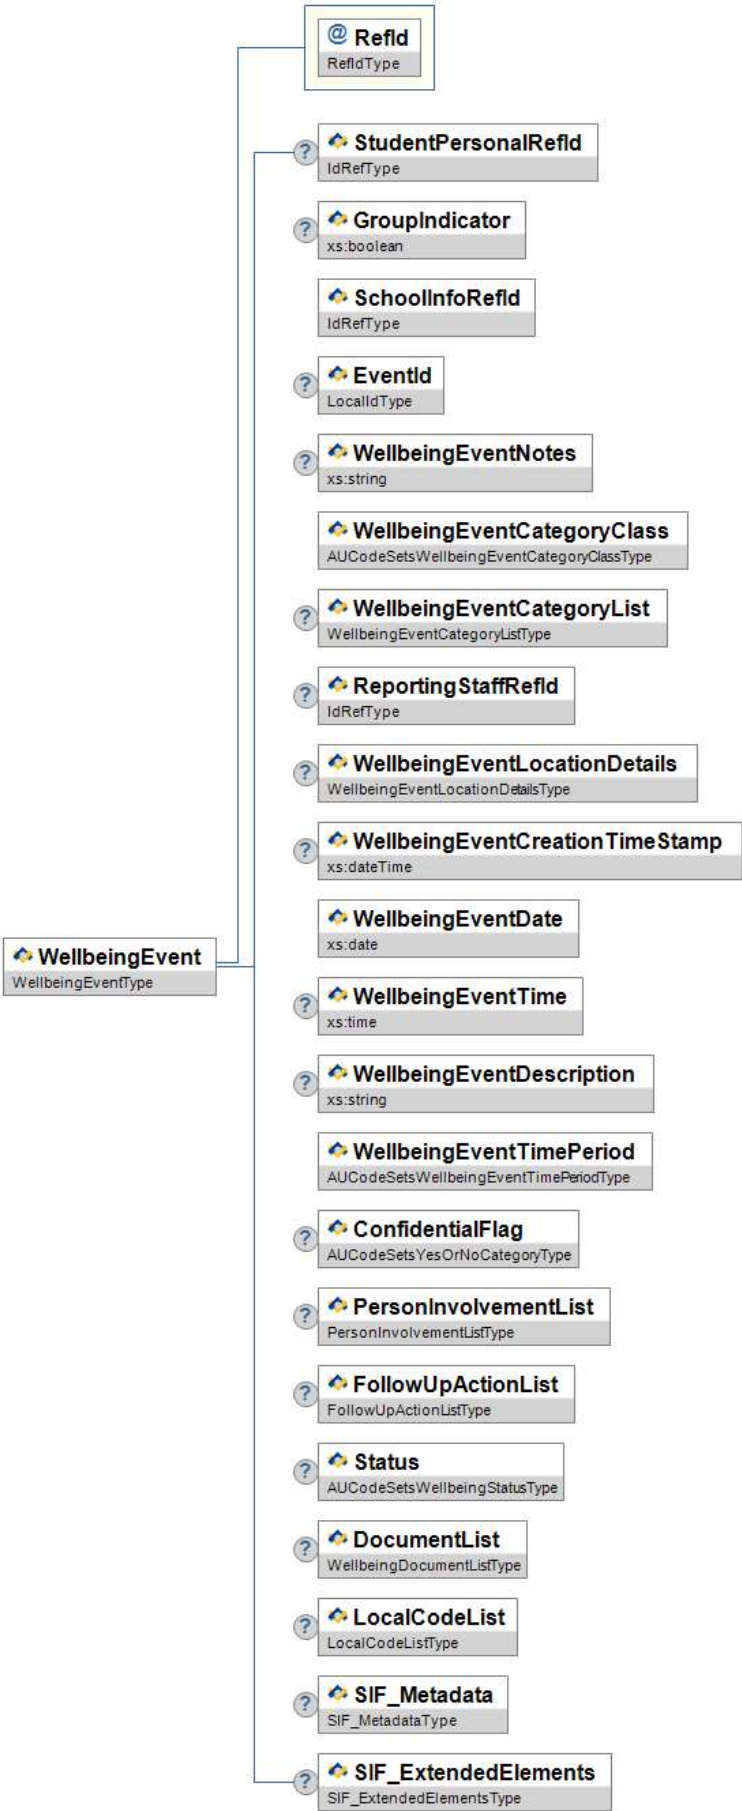 @ RefId
RefIdType
? StudentPersonalRefId
IdRefType
? GroupIndicator
xs:boolean
SchoolInfoRefId
IdRefType
? EventId
LocalIdType
? WellbeingEventNotes
xs:string
WellbeingEventCategoryClass
AUCodeSetsWellbeingEventCategoryClassType
? WellbeingEventCategoryList
WellbeingEventCategoryListType
? ReportingStaffRefId
IdRefType
? WellbeingEventLocationDetails
WellbeingEventLocationDetailsType
? WellbeingEventCreationTimeStamp
xs:dateTime
WellbeingEventDate
xs:date
WellbeingEvent
WellbeingEventType
? WellbeingEventTime
xs:time
? WellbeingEventDescription
xs:string
WellbeingEventTimePeriod
AUCodeSetsWellbeingEventTimePeriodType
? ConfidentialFlag
AUCodeSetsYesOrNoCategoryType
? PersonInvolvementList
PersonInvolvementListType
? FollowUpActionList
FollowUpActionListType
? Status
AUCodeSetsWellbeingStatusType
? DocumentList
WellbeingDocumentListType
? LocalCodeList
LocalCodeListType
? SIF_Metadata
SIF_MetadataType
? SIF_ExtendedElements
SIF_ExtendedElementsType